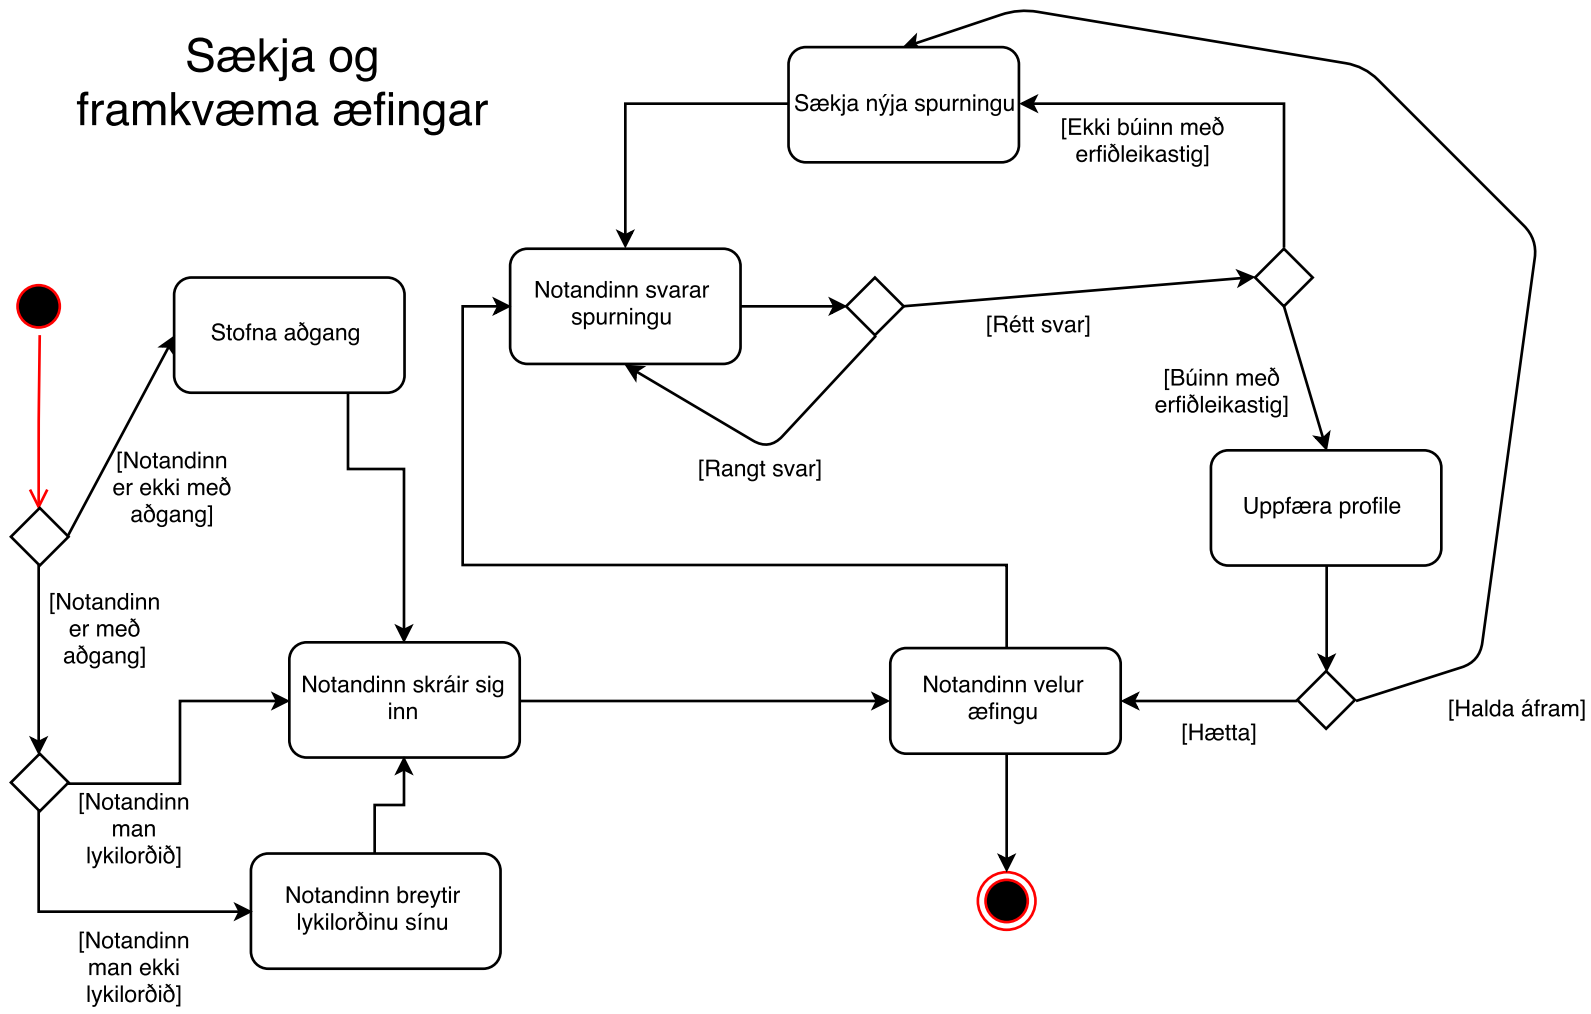 Sækja og
framkvæma æfingar
Sækja nýja spurningu
[Ekki búinn með
erfiðleikastig]
Notandinn svarar
spurningu
[Rétt svar]
Stofna aðgang
[Búinn með
erfiðleikastig]
[Rangt svar]
[Notandinn
er ekki með
aðgang]
Uppfæra profile
[Notandinn
er með
aðgang]
Notandinn skráir sig
inn
Notandinn velur
æfingu
[Hætta]
[Halda áfram]
[Notandinn
man
lykilorðið]
Notandinn breytir
lykilorðinu sínu
[Notandinn
man ekki
lykilorðið]